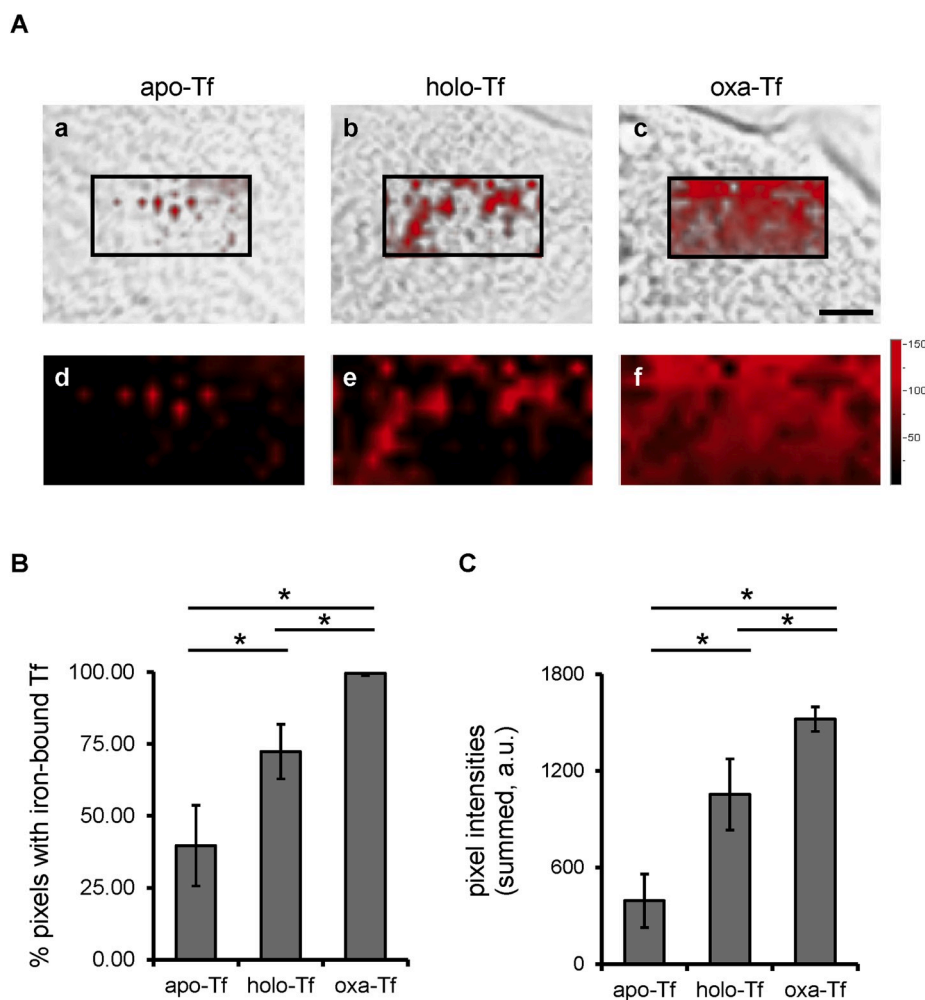 A
apo-Tf holo-Tf oxa-Tf
a b c
d e f
150
100
50
B C
* *
* * * *
% pixels with iron-bound Tf
100.00
75.00
50.00
25.00
0.00
apo-Tf holo-Tf oxa-Tf
pixel intensities
(summed, a.u.)
1800
1200
600
0
apo-Tf holo-Tf oxa-Tf